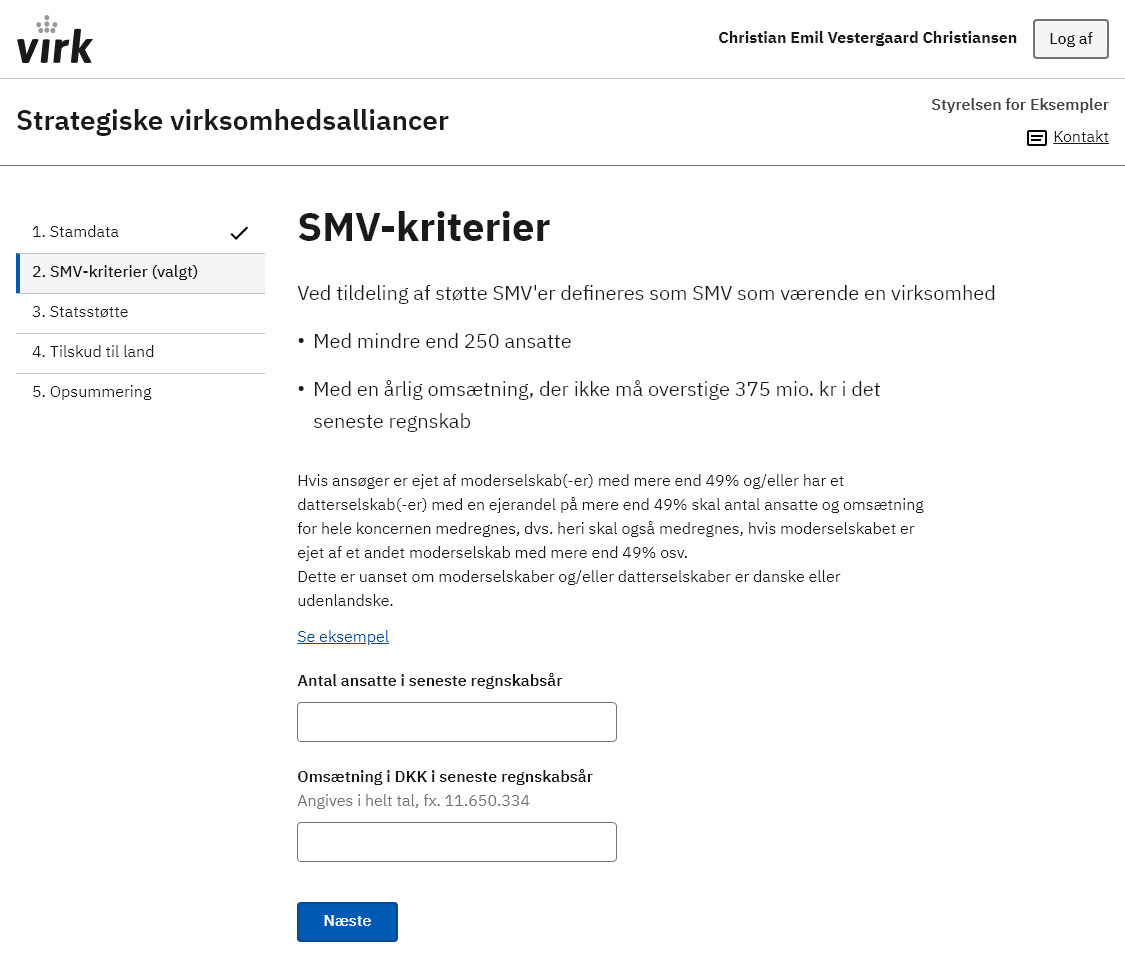 virk
Christian Emil Vestergaard Christiansen
Log af
Strategiske virksomhedsalliancer
Styrelsen for Eksempler
Kontakt
1. Stamdata
2. SMV-kriterier (valgt)
3. Statsstøtte
4. Tilskud til land
5. Opsummering
SMV-kriterier
Ved tildeling af støtte SMV'er defineres som SMV som værende en virksomhed
• Med mindre end 250 ansatte
• Med en årlig omsætning, der ikke må overstige 375 mio. kr i det
seneste regnskab
Hvis ansøger er ejet af moderselskab(-er) med mere end 49% og/eller har et
datterselskab(-er) med en ejerandel på mere end 49% skal antal ansatte og omsætning
for hele koncernen medregnes, dvs. heri skal også medregnes, hvis moderselskabet er
ejet af et andet moderselskab med mere end 49% osv.
Dette er uanset om moderselskaber og/eller datterselskaber er danske eller
udenlandske.
Se eksempel
Antal ansatte i seneste regnskabsår
Omsætning i DKK i seneste regnskabsår
Angives i helt tal, fx. 11.650.334
Næste